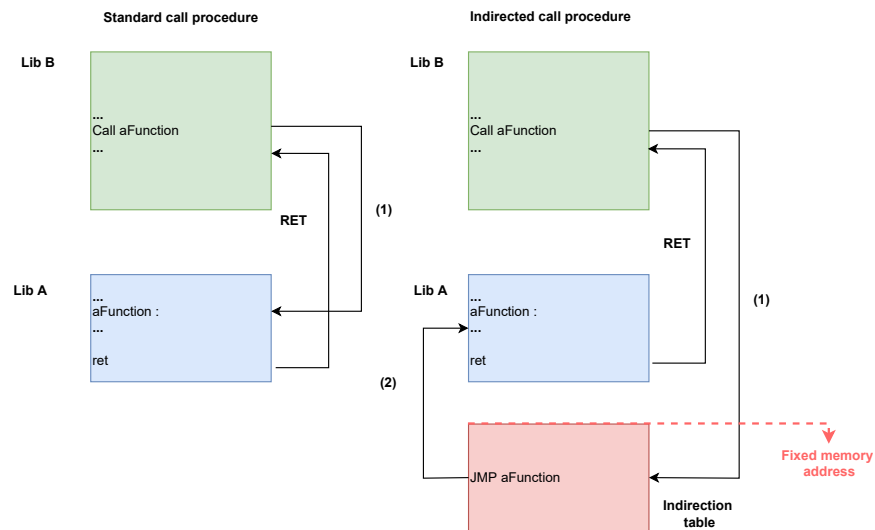 Standard call procedure
Lib B
...
Call aFunction
...
(1)
RET
Lib A
...
aFunction :
...
ret
Indirected call procedure
Lib B
...
Call aFunction
...
RET
(1)
Lib A
...
aFunction :
...
ret
(2)
Fixed memory
address
JMP aFunction
Indirection
table